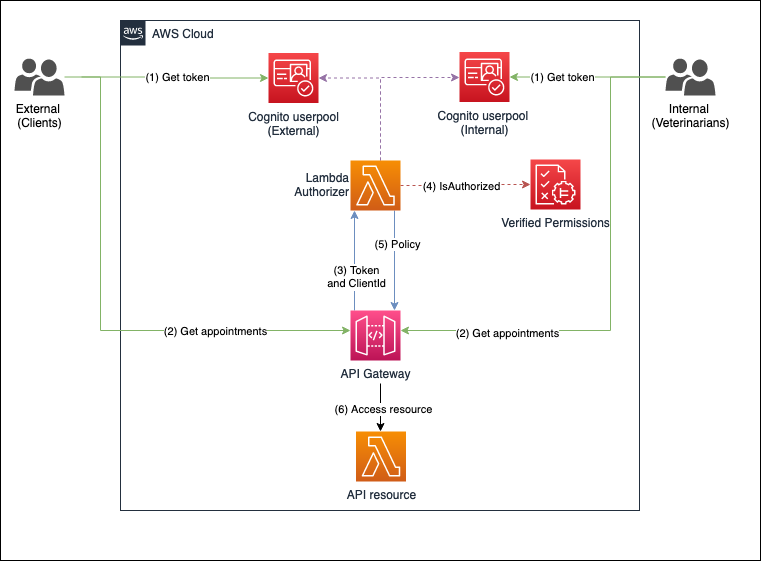 aws
AWS Cloud
External
(Clients)
(1) Get token
Cognito userpool
(External)
Cognito userpool
(Internal)
(1) Get token
Internal
(Veterinarians)
Lambda
Authorizer
(4) IsAuthorized
Verified Permissions
(5) Policy
(3) Token
and ClientId
(2) Get appointments
(2) Get appointments
API Gateway
(6) Access resource
API resource